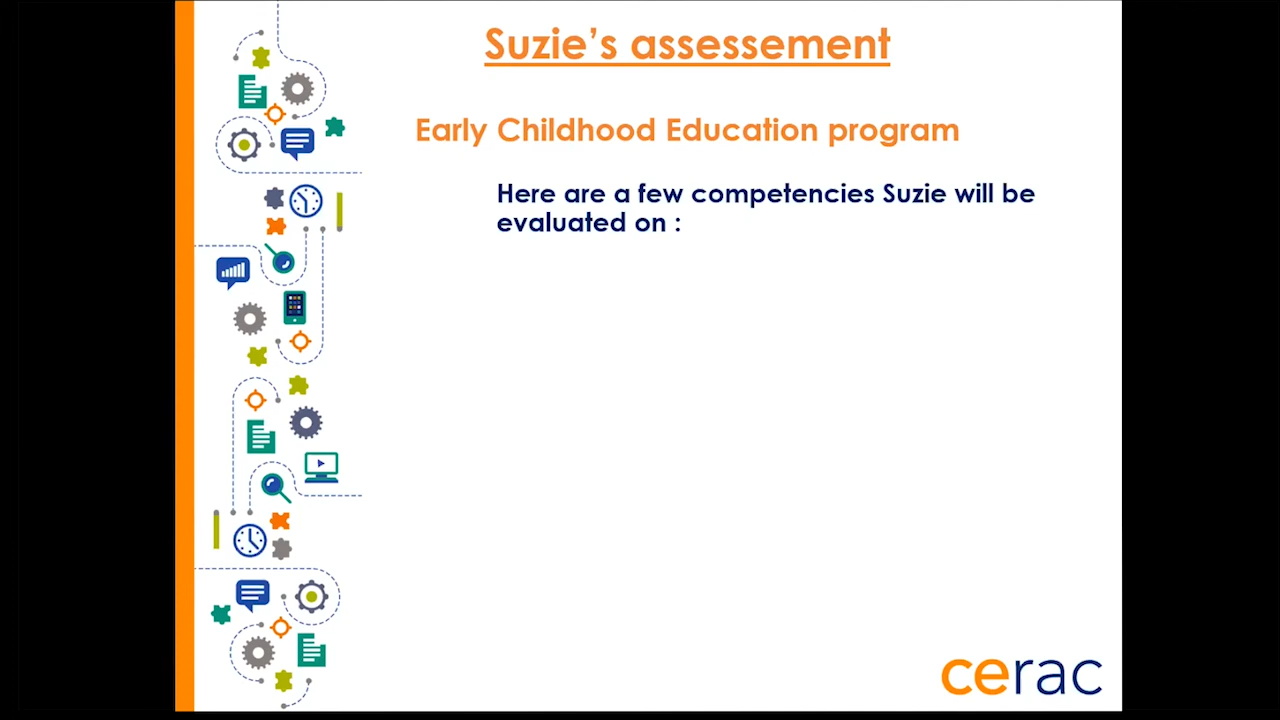 Suzie's assessement
Early Childhood Education program
Here are a few competencies Suzie will be
evaluated on :
cerac